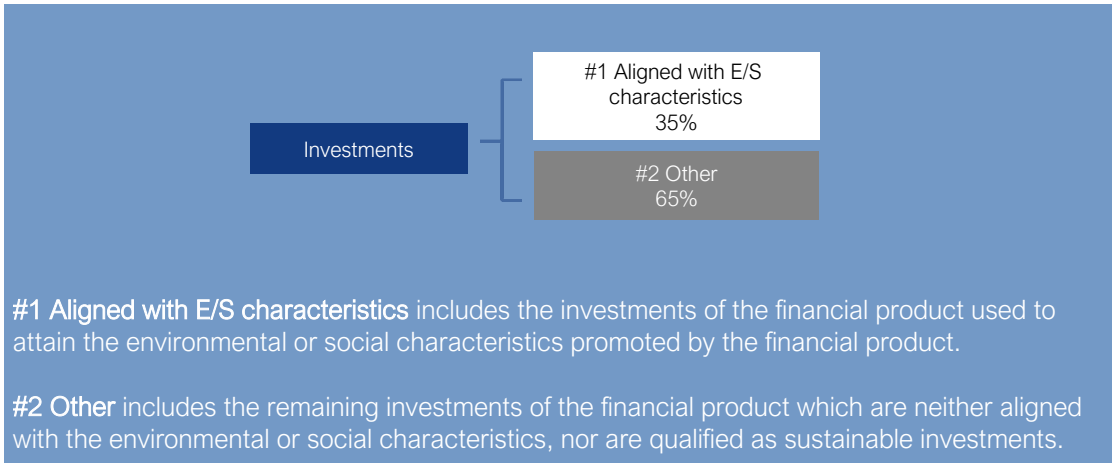 #1 Aligned with E/S
characteristics
35%
Investments
#2 Other
65%
#1 Aligned with E/S characteristics includes the investments of the financial product used to
attain the environmental or social characteristics promoted by the financial product.
#2 Other includes the remaining investments of the financial product which are neither aligned
with the environmental or social characteristics, nor are qualified as sustainable investments.